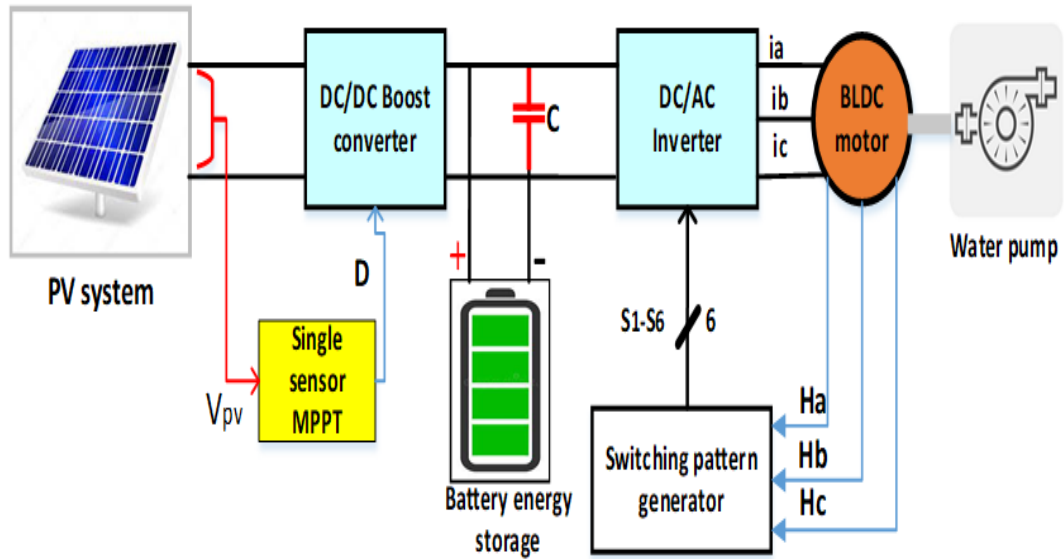 PV system
Vpv
Single
sensor
MPPT
D
DC/DC Boost
converter
C
+
-
Battery energy
storage
DC/AC
Inverter
S1-S6
6
Switching pattern
generator
ia
ib
ic
BLDC
motor
Ha
Hb
Hc
Water pump